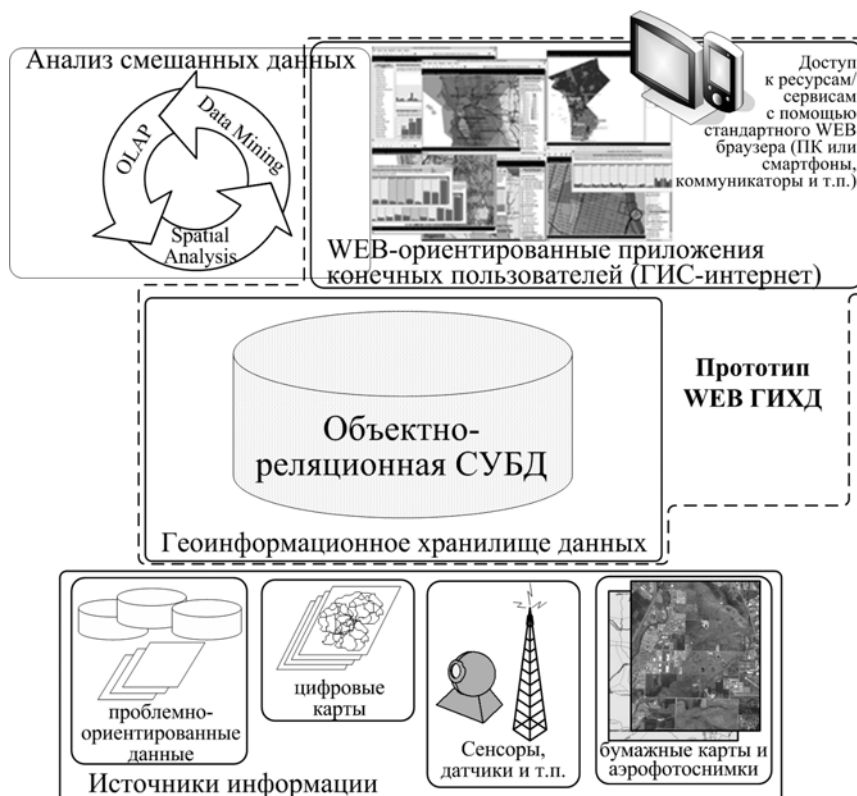 Анализ смешанных данных
OLAP
Data Mining
Spatial
Analysis
Доступ
к ресурсам/
сервисам
с помощью
стандартного WEB
браузера (ПК или
смартфоны,
коммуникаторы и т.п.)
WEB-ориентированные приложения
конечных пользователей (ГИС-интернет)
Прототип
WEB ГИХД
Объектно-
реляционная СУБД
Геоинформационное хранилище данных
проблемно-
ориентированные
данные
цифровые
карты
Сенсоры,
датчики и т.п.
бумажные карты и
аэрофотоснимки
Источники информации